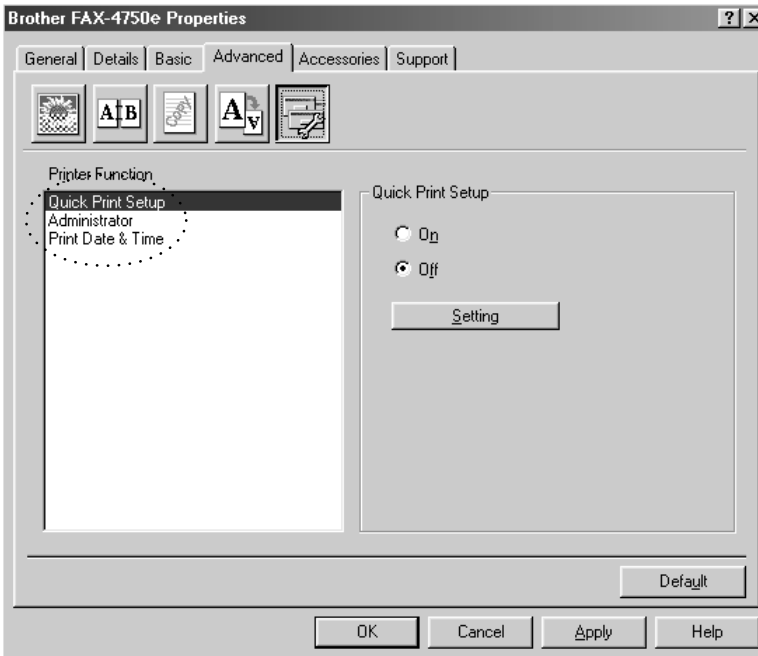 Brother FAX-4750e Properties
General Details Basic Advanced Accessories Support
A B Copy A A
Printer Function
Quick Print Setup
Administrator
Print Date & Time
Quick Print Setup
On
Off
Setting
Default
OK Cancel Apply Help